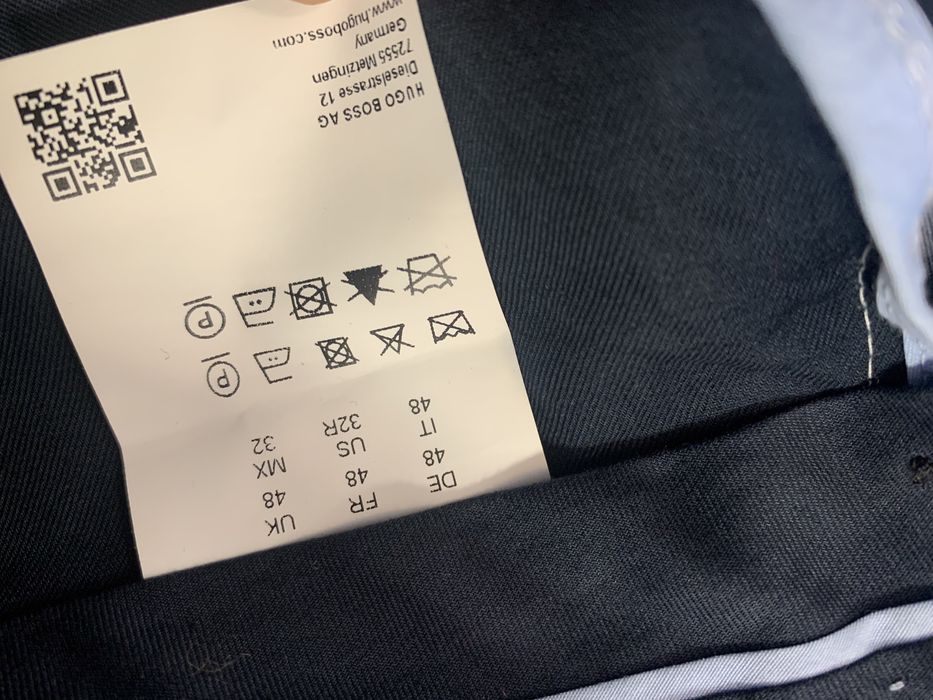 DE FR UK
48 48 48
IT US MX
48 32R 32
P
P
HUGO BOSS AG
Dieselstrasse 12
72555 Metzingen
Germany
www.hugoboss.com